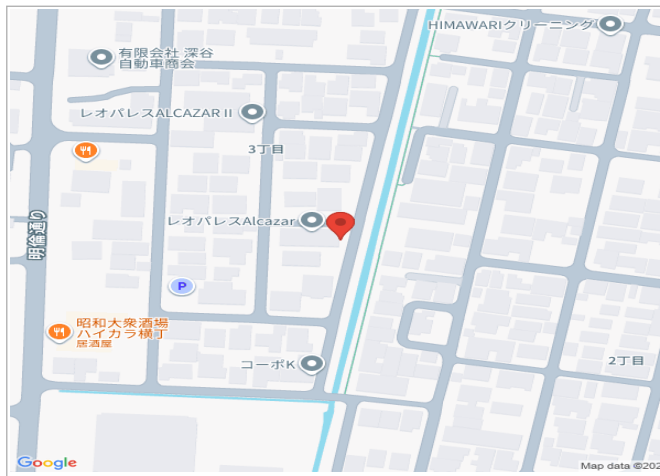 HIMAWARIクリーニング
有限会社 深谷
自動車商会
レオパレスALCAZAR II
3丁目
レオパレスAlcazar
明倫通り
P
昭和大衆酒場
ハイカラ横丁
居酒屋
コーポK
2丁目
Google
Map data ©202